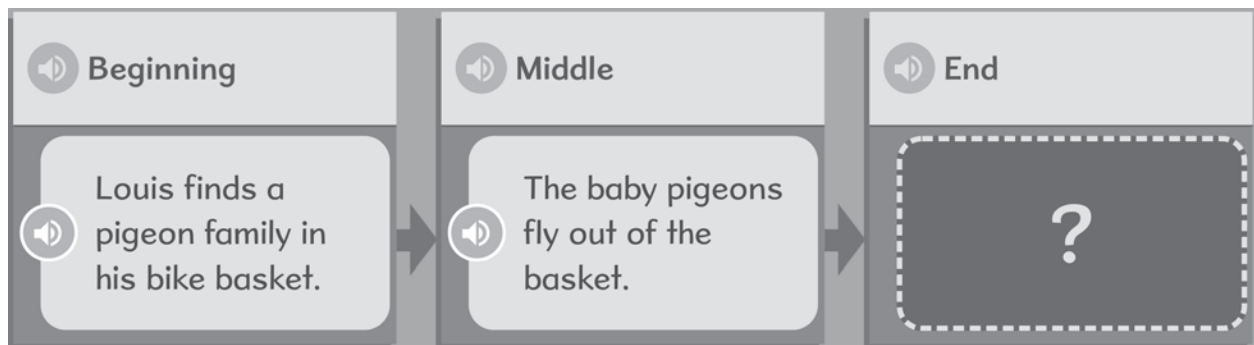 Beginning
Louis finds a
pigeon family in
his bike basket.
Middle
The baby pigeons
fly out of the
basket.
End
?